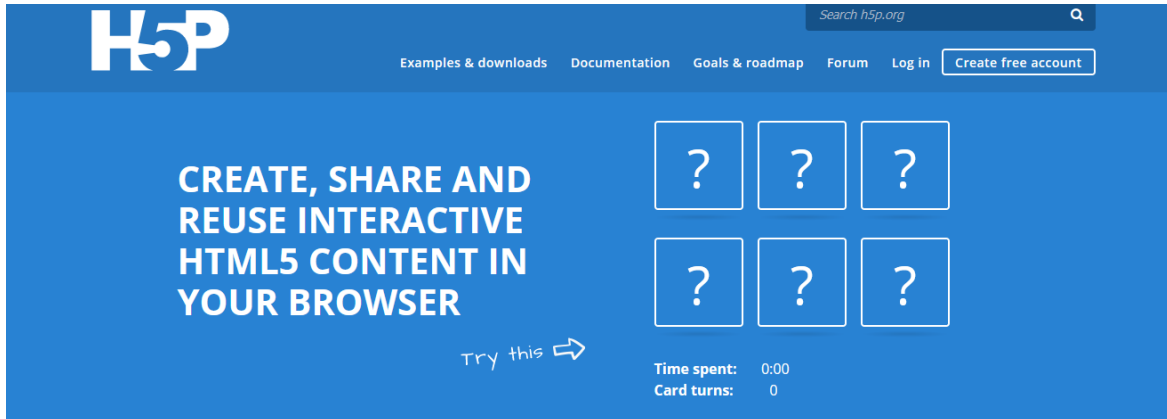 H5P
Search h5p.org
Examples & downloads Documentation Goals & roadmap Forum Log in Create free account
CREATE, SHARE AND
REUSE INTERACTIVE
HTML5 CONTENT IN
YOUR BROWSER
Try this
? ? ?
? ? ?
Time spent: 0:00
Card turns: 0